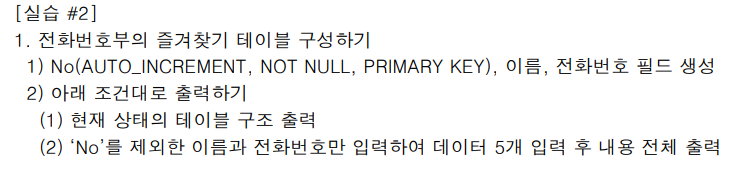 [실습 #2]
1. 전화번호부의 즐겨찾기 테이블 구성하기
1) No(AUTO_INCREMENT, NOT NULL, PRIMARY KEY), 이름, 전화번호 필드 생성
2) 아래 조건대로 출력하기
(1) 현재 상태의 테이블 구조 출력
(2) ‘No’를 제외한 이름과 전화번호만 입력하여 데이터 5개 입력 후 내용 전체 출력